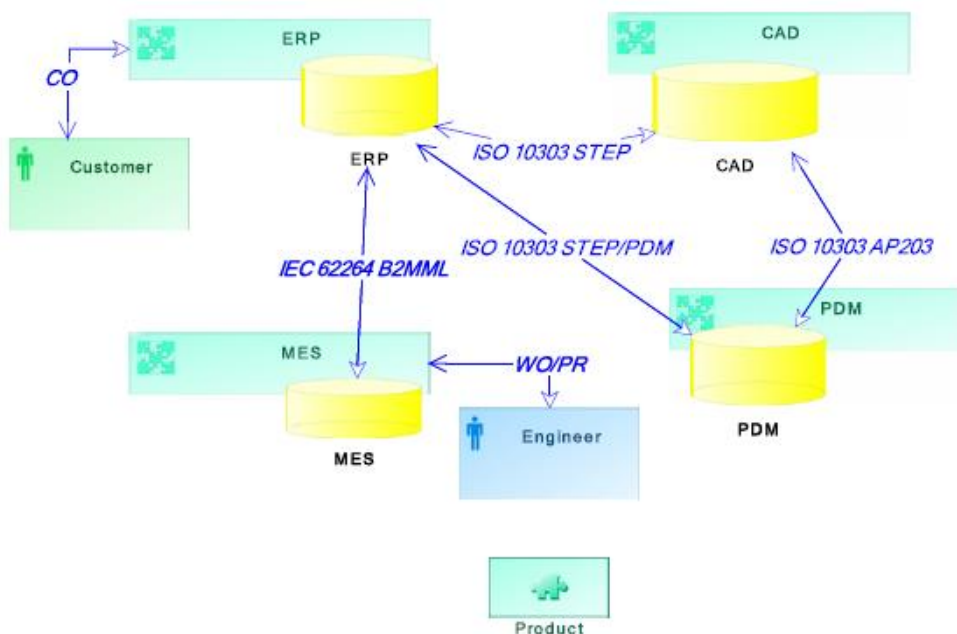 ERP
CAD
CO
ERP
ISO 10303 STEP
CAD
Customer
ISO 10303 STEP/PDM
ISO 10303 AP203
IEC 62264 B2MML
PDM
MES
WO/PR
MES
Engineer
PDM
Product